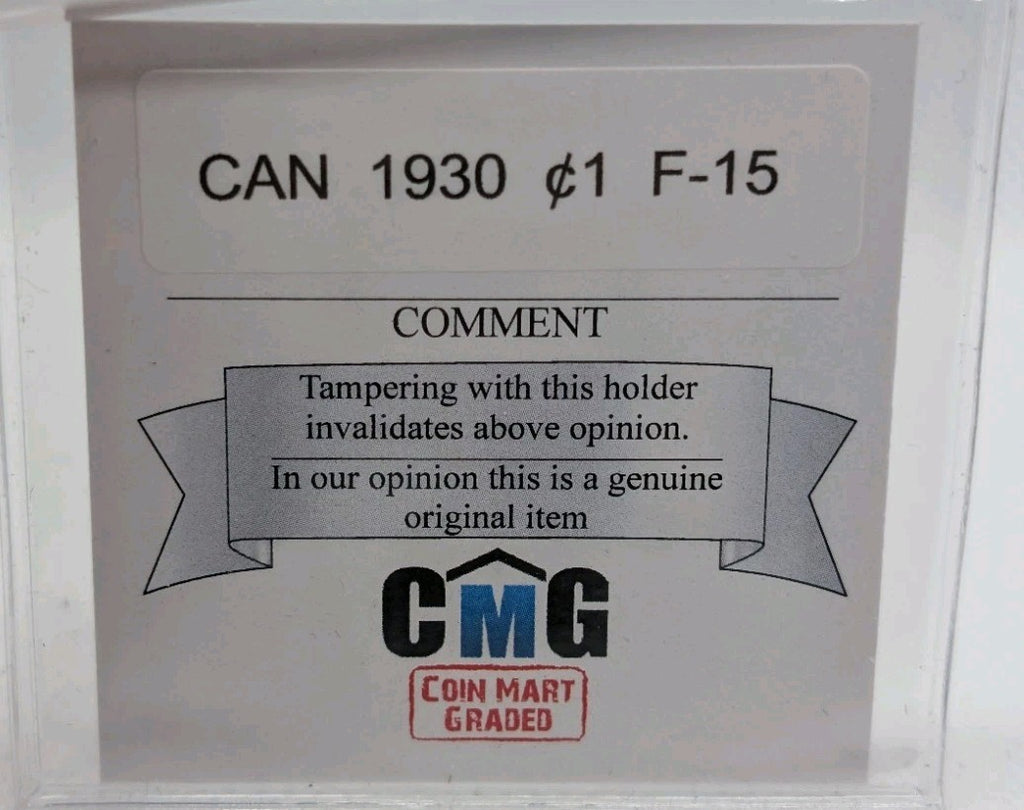 CAN 1930 ¢1 F-15
COMMENT
Tampering with this holder
invalidates above opinion.
In our opinion this is a genuine
original item
CMG
COIN MART
GRADED